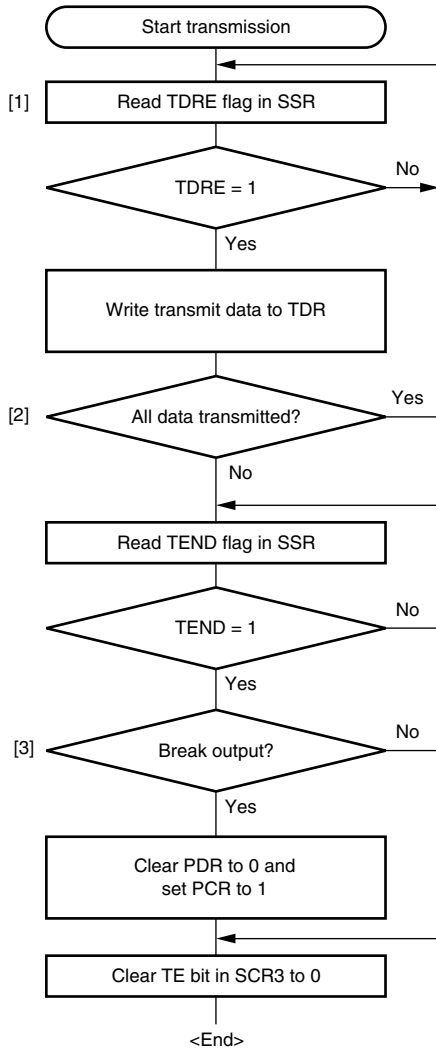 Start transmission
[1]
Read TDRE flag in SSR
No
TDRE = 1
Yes
Write transmit data to TDR
[2]
All data transmitted?
Yes
No
Read TEND flag in SSR
No
TEND = 1
Yes
[3]
Break output?
No
Yes
Clear PDR to 0 and
set PCR to 1
Clear TE bit in SCR3 to 0
<End>